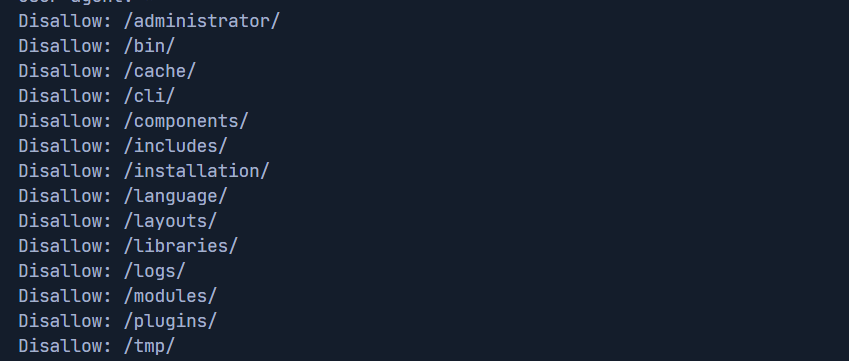 Disallow: /administrator/
Disallow: /bin/
Disallow: /cache/
Disallow: /cli/
Disallow: /components/
Disallow: /includes/
Disallow: /installation/
Disallow: /language/
Disallow: /layouts/
Disallow: /libraries/
Disallow: /logs/
Disallow: /modules/
Disallow: /plugins/
Disallow: /tmp/